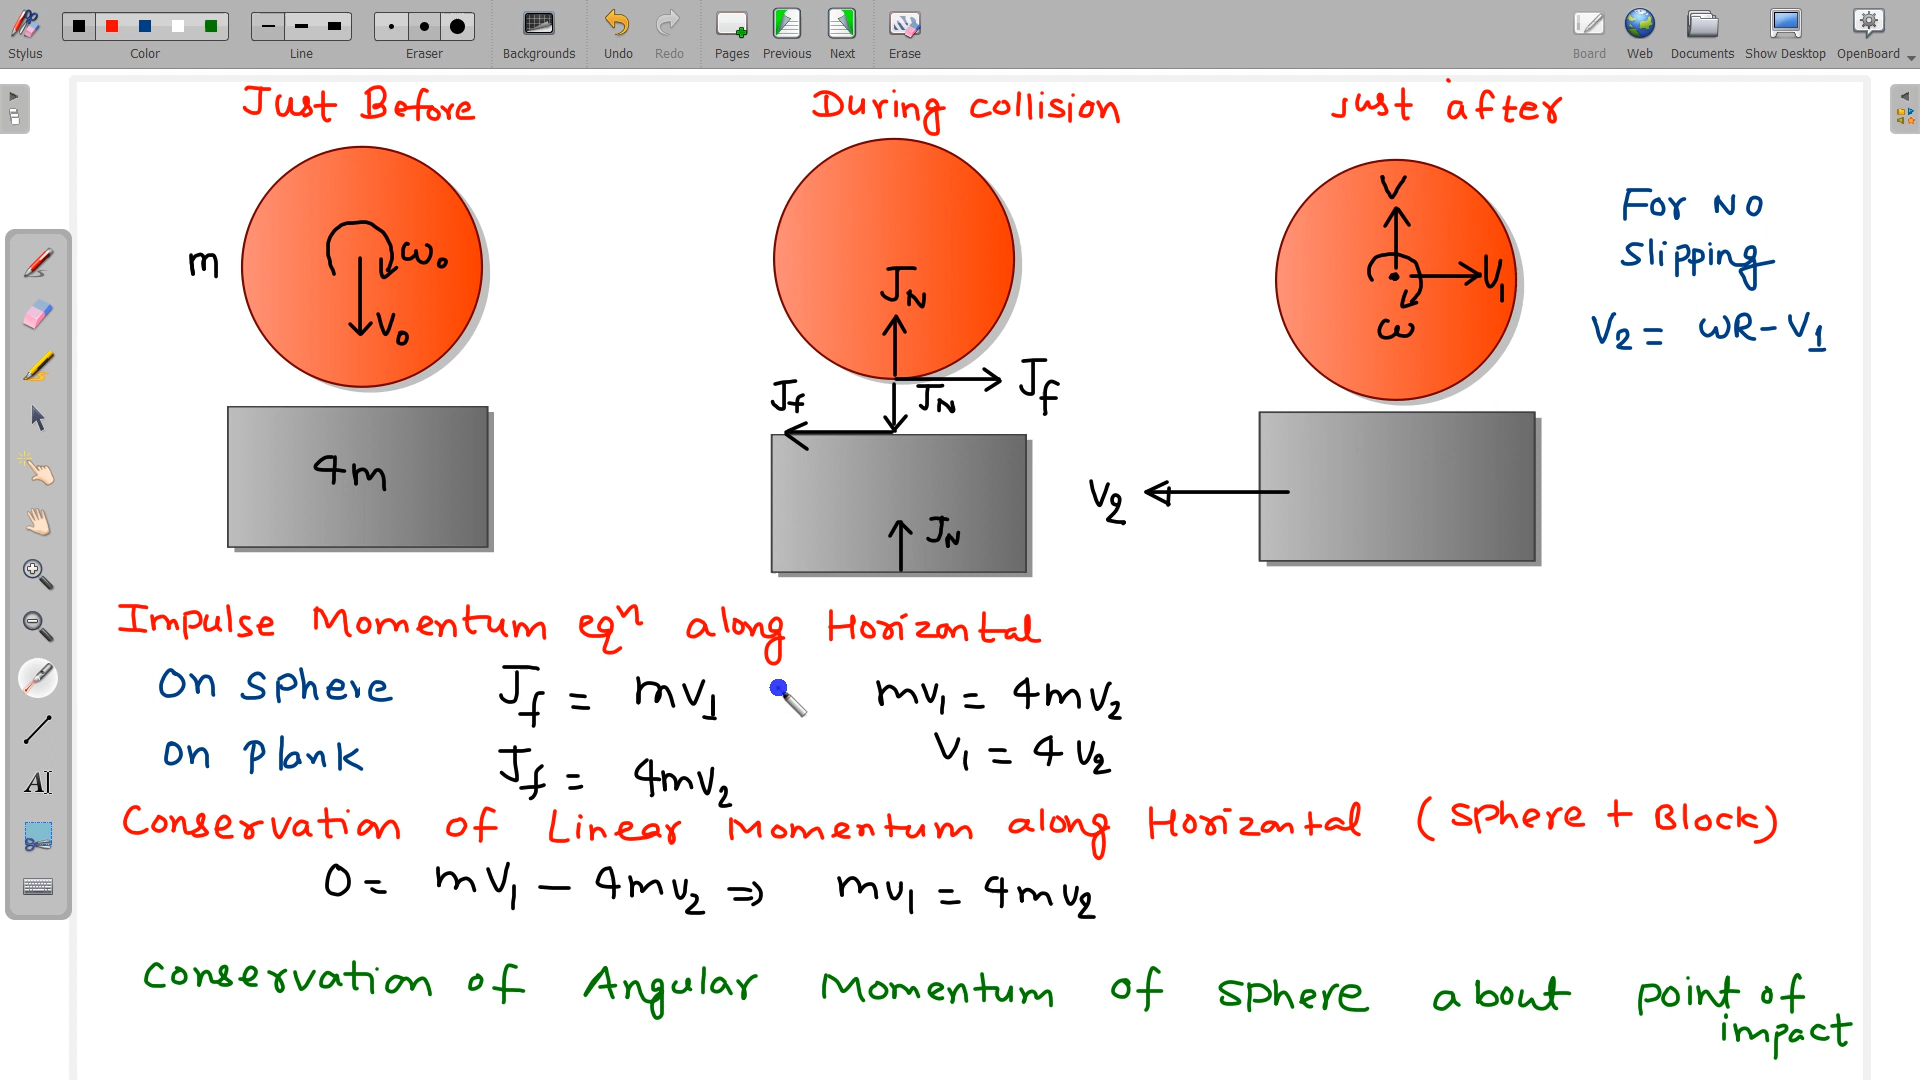 Stylus
Color
Line
Eraser
Backgrounds
Undo
Redo
Pages
Previous
Next
Erase
Board
Web
Documents
Show Desktop
OpenBoard
Just Before
During collision
Just after
m
ω₀
V₀
4m
J_N
J_f
J_f
J_N
J_N
V
V₁
ω
V₂
For NO
slipping
V₂ = ωR - V₁
Impulse Momentum eqⁿ along Horizontal
On sphere J_f = mV₁ mv₁ = 4mV₂
On Plank J_f = 4mV₂ V₁ = 4V₂
Conservation of Linear Momentum along Horizontal (sphere + Block)
0 = mV₁ - 4mV₂ ⇒ mv₁ = 4mv₂
Conservation of Angular Momentum of sphere about point of
impact
AI